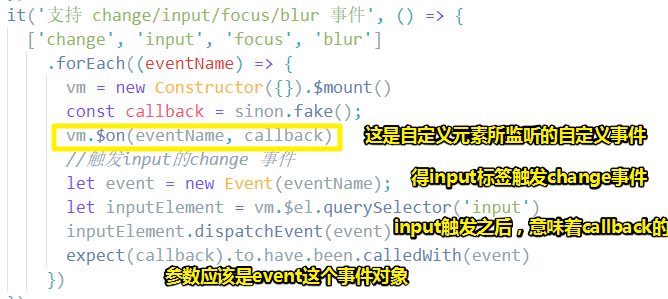 it('支持 change/input/focus/blur 事件', () => {
['change', 'input', 'focus', 'blur']
.forEach((eventName) => {
vm = new Constructor({}).$mount()
const callback = sinon.fake();
vm.$on(eventName, callback) 这是自定义元素所监听的自定义事件
//触发input的change 事件
let event = new Event(eventName); 得input标签触发change事件
let inputElement = vm.$el.querySelector('input')
inputElement.dispatchEvent(event) input触发之后，意味着callback的
expect(callback).to.have.been.calledWith(event)
}) 参数应该是event这个事件对象
})